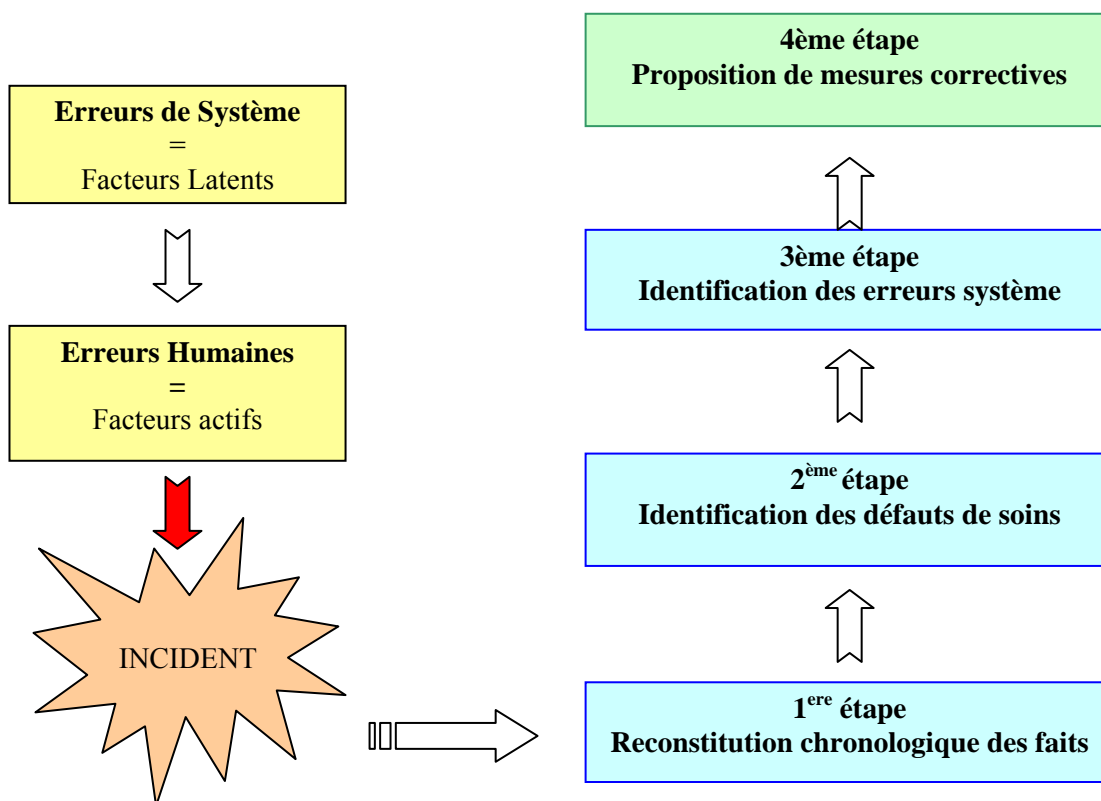 Erreurs de Système
=
Facteurs Latents
Erreurs Humaines
=
Facteurs actifs
INCIDENT
4ème étape
Proposition de mesures correctives
3ème étape
Identification des erreurs système
2ème étape
Identification des défauts de soins
1ere étape
Reconstitution chronologique des faits